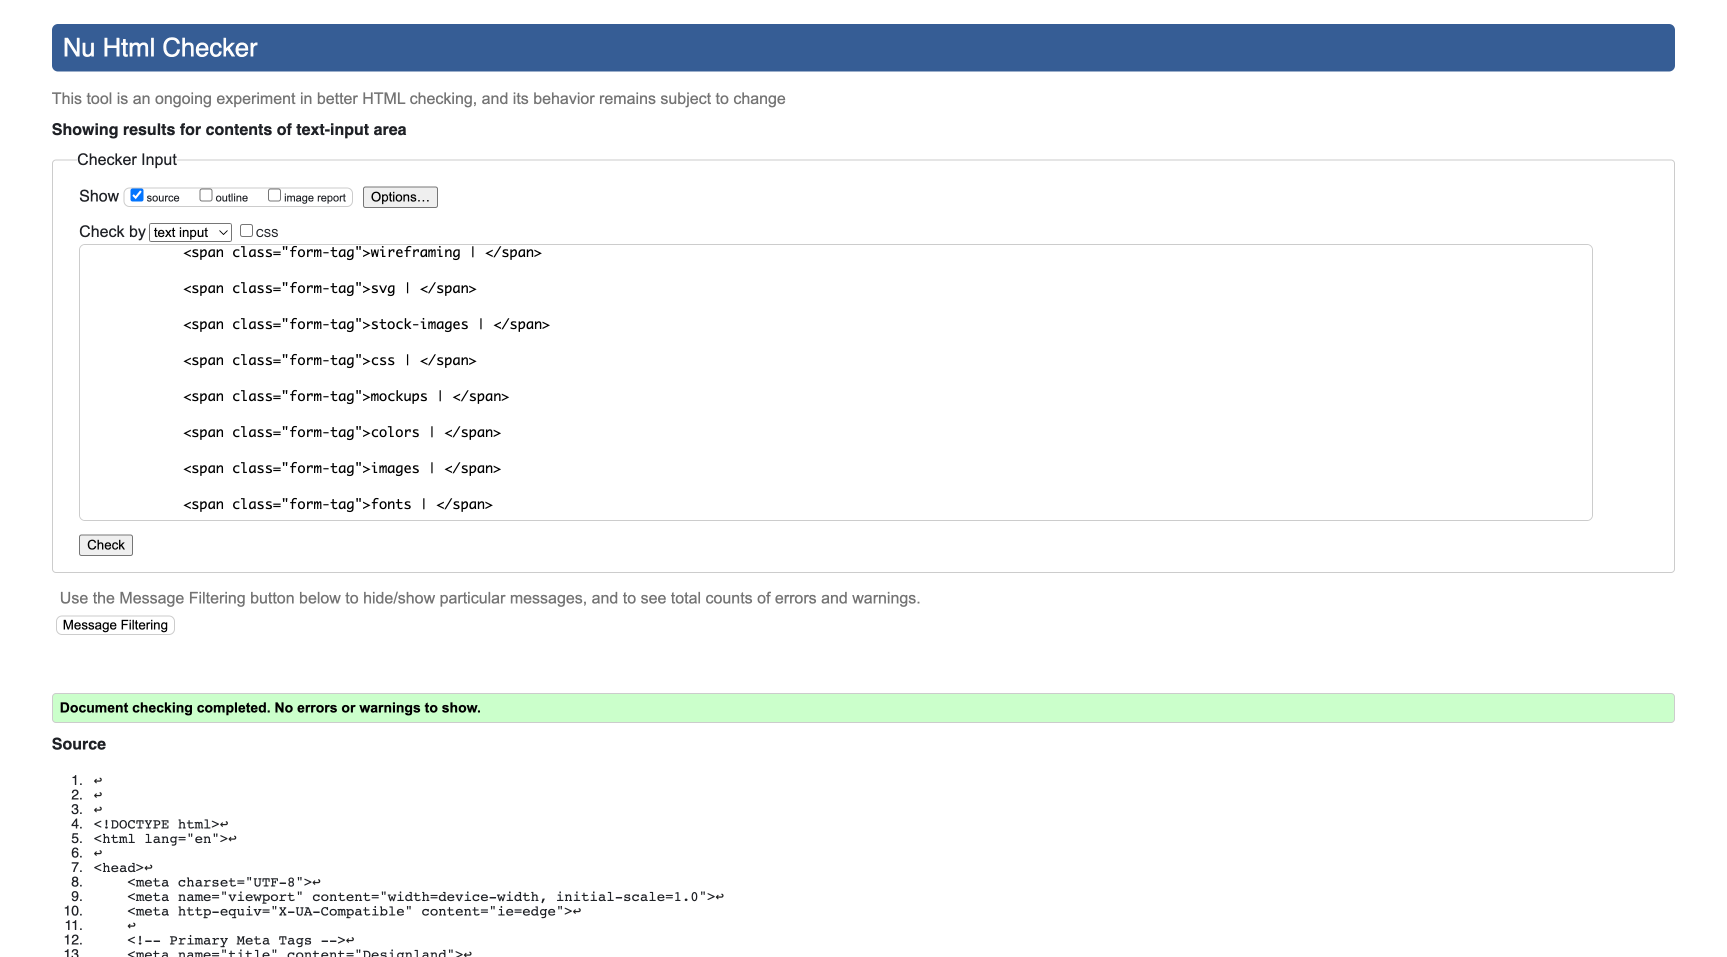 Nu Html Checker
This tool is an ongoing experiment in better HTML checking, and its behavior remains subject to change
Showing results for contents of text-input area
Checker Input
Show source outline image report Options...
Check by text input css
<span class="form-tag">wireframing | </span>
<span class="form-tag">svg | </span>
<span class="form-tag">stock-images | </span>
<span class="form-tag">css | </span>
<span class="form-tag">mockups | </span>
<span class="form-tag">colors | </span>
<span class="form-tag">images | </span>
<span class="form-tag">fonts | </span>
Check
Use the Message Filtering button below to hide/show particular messages, and to see total counts of errors and warnings.
Message Filtering
Document checking completed. No errors or warnings to show.
Source
1. ↩
2. ↩
3. ↩
4. <!DOCTYPE html>↩
5. <html lang="en">↩
6. ↩
7. <head>↩
8. <meta charset="UTF-8">↩
9. <meta name="viewport" content="width=device-width, initial-scale=1.0">↩
10. <meta http-equiv="X-UA-Compatible" content="ie=edge">↩
11. ↩
12. <!-- Primary Meta Tags -->↩
13. <meta name="title" content="Designland">↩